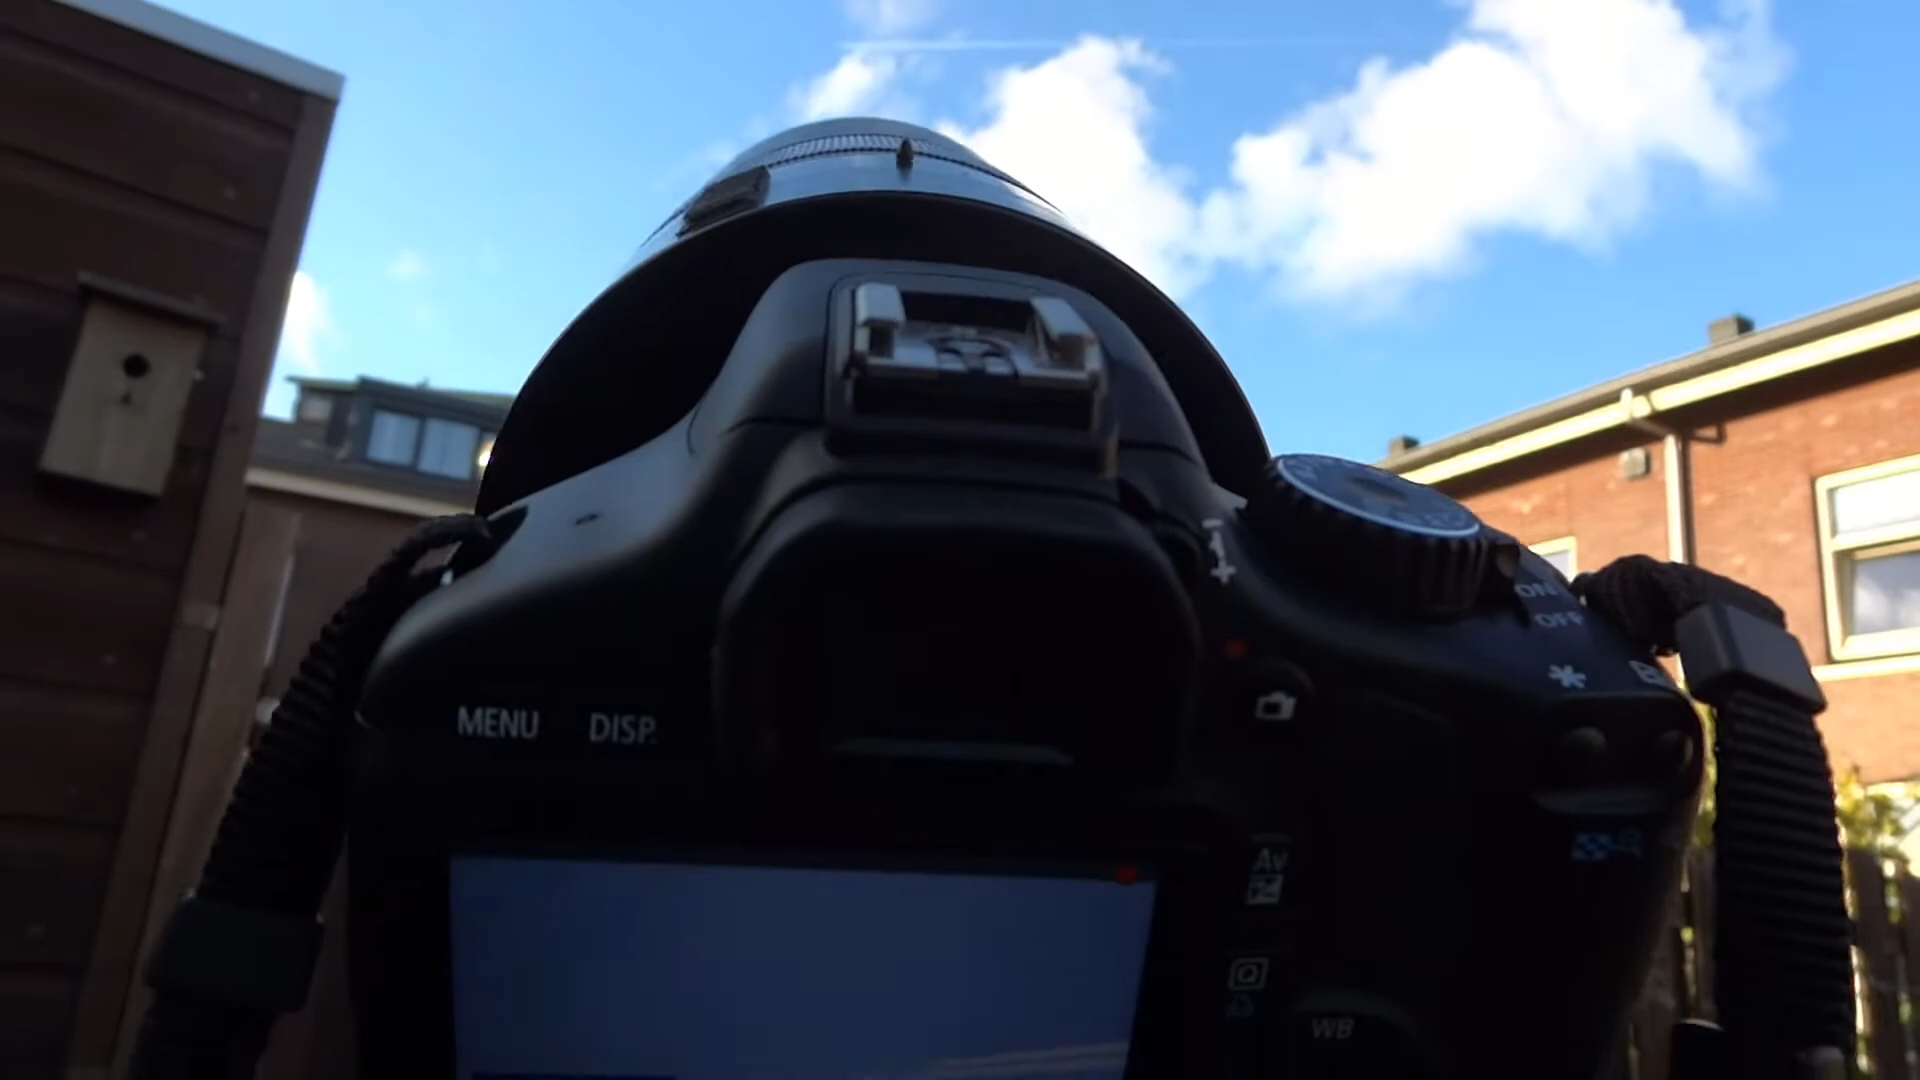 ON
OFF
MENU DISP.
Av
Q
WB